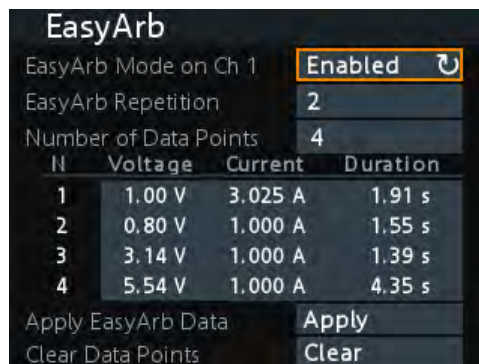 EasyArb
EasyArb Mode on Ch 1 Enabled
EasyArb Repetition 2
Number of Data Points 4
N Voltage Current Duration
1 1.00 V 3.025 A 1.91 s
2 0.80 V 1.000 A 1.55 s
3 3.14 V 1.000 A 1.39 s
4 5.54 V 1.000 A 4.35 s
Apply EasyArb Data Apply
Clear Data Points Clear